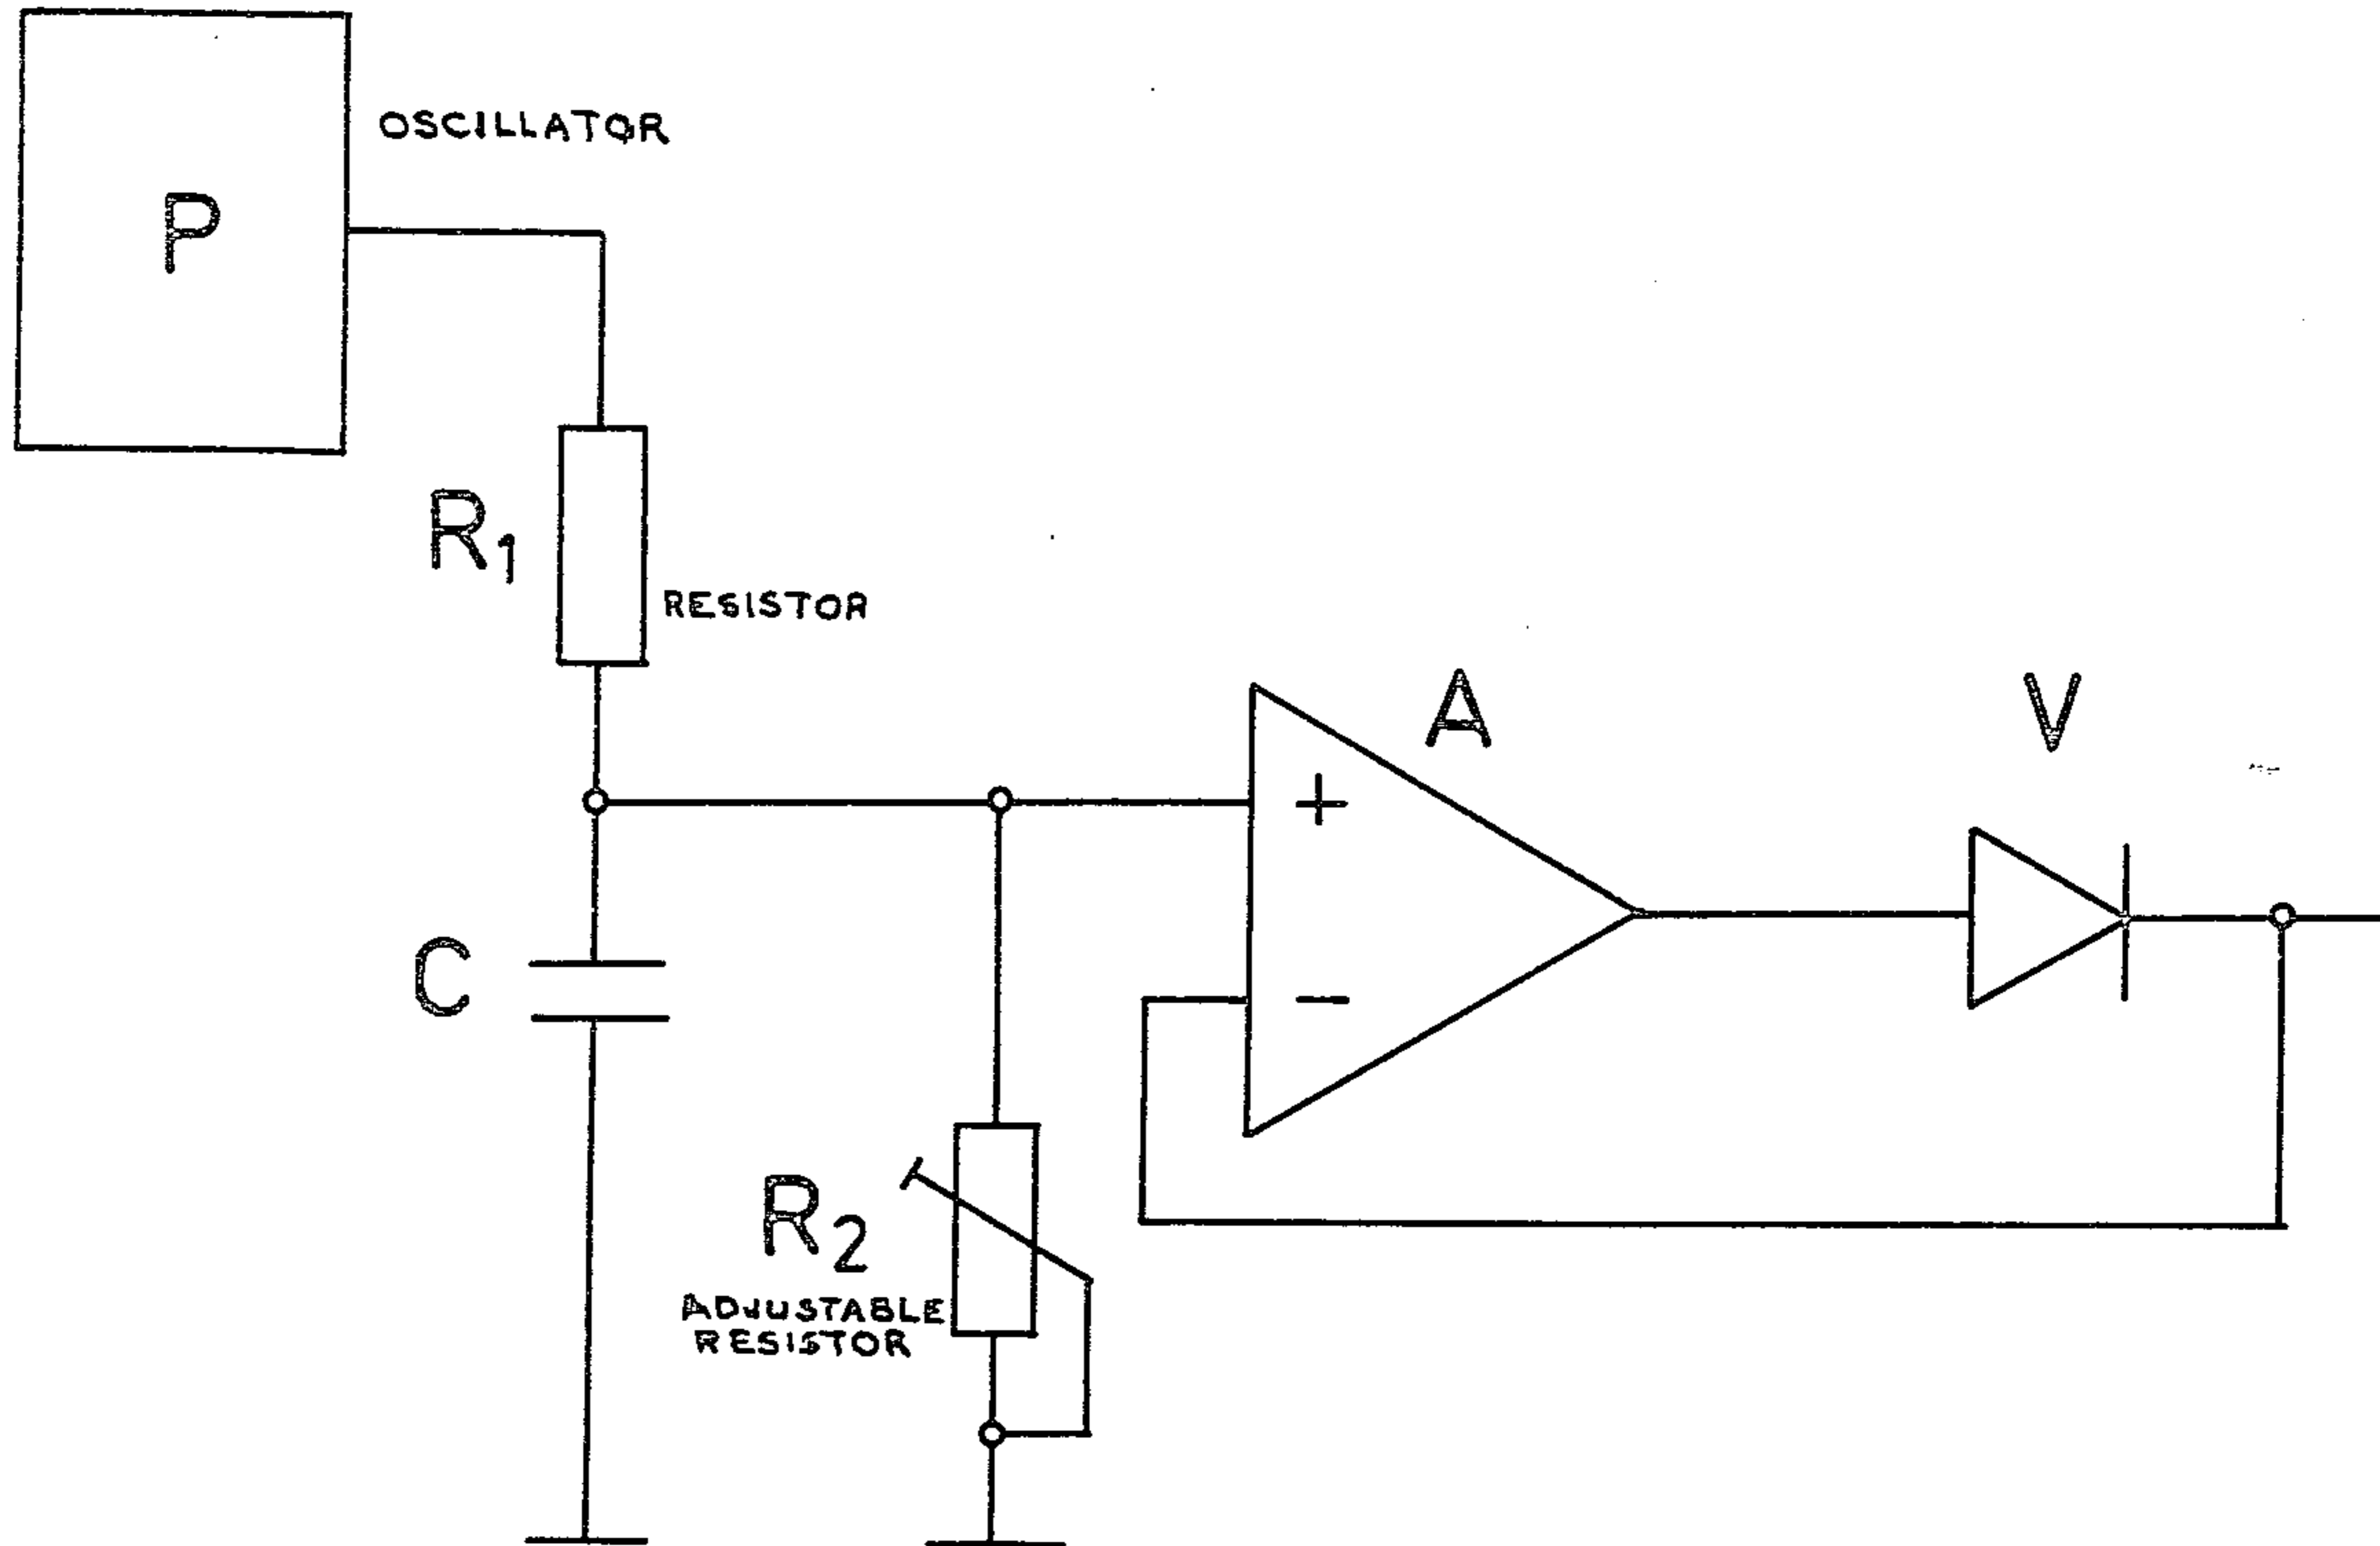 OSCILLATOR
P
R1
RESISTOR
A
V
+
C
−
R2
ADJUSTABLE
RESISTOR